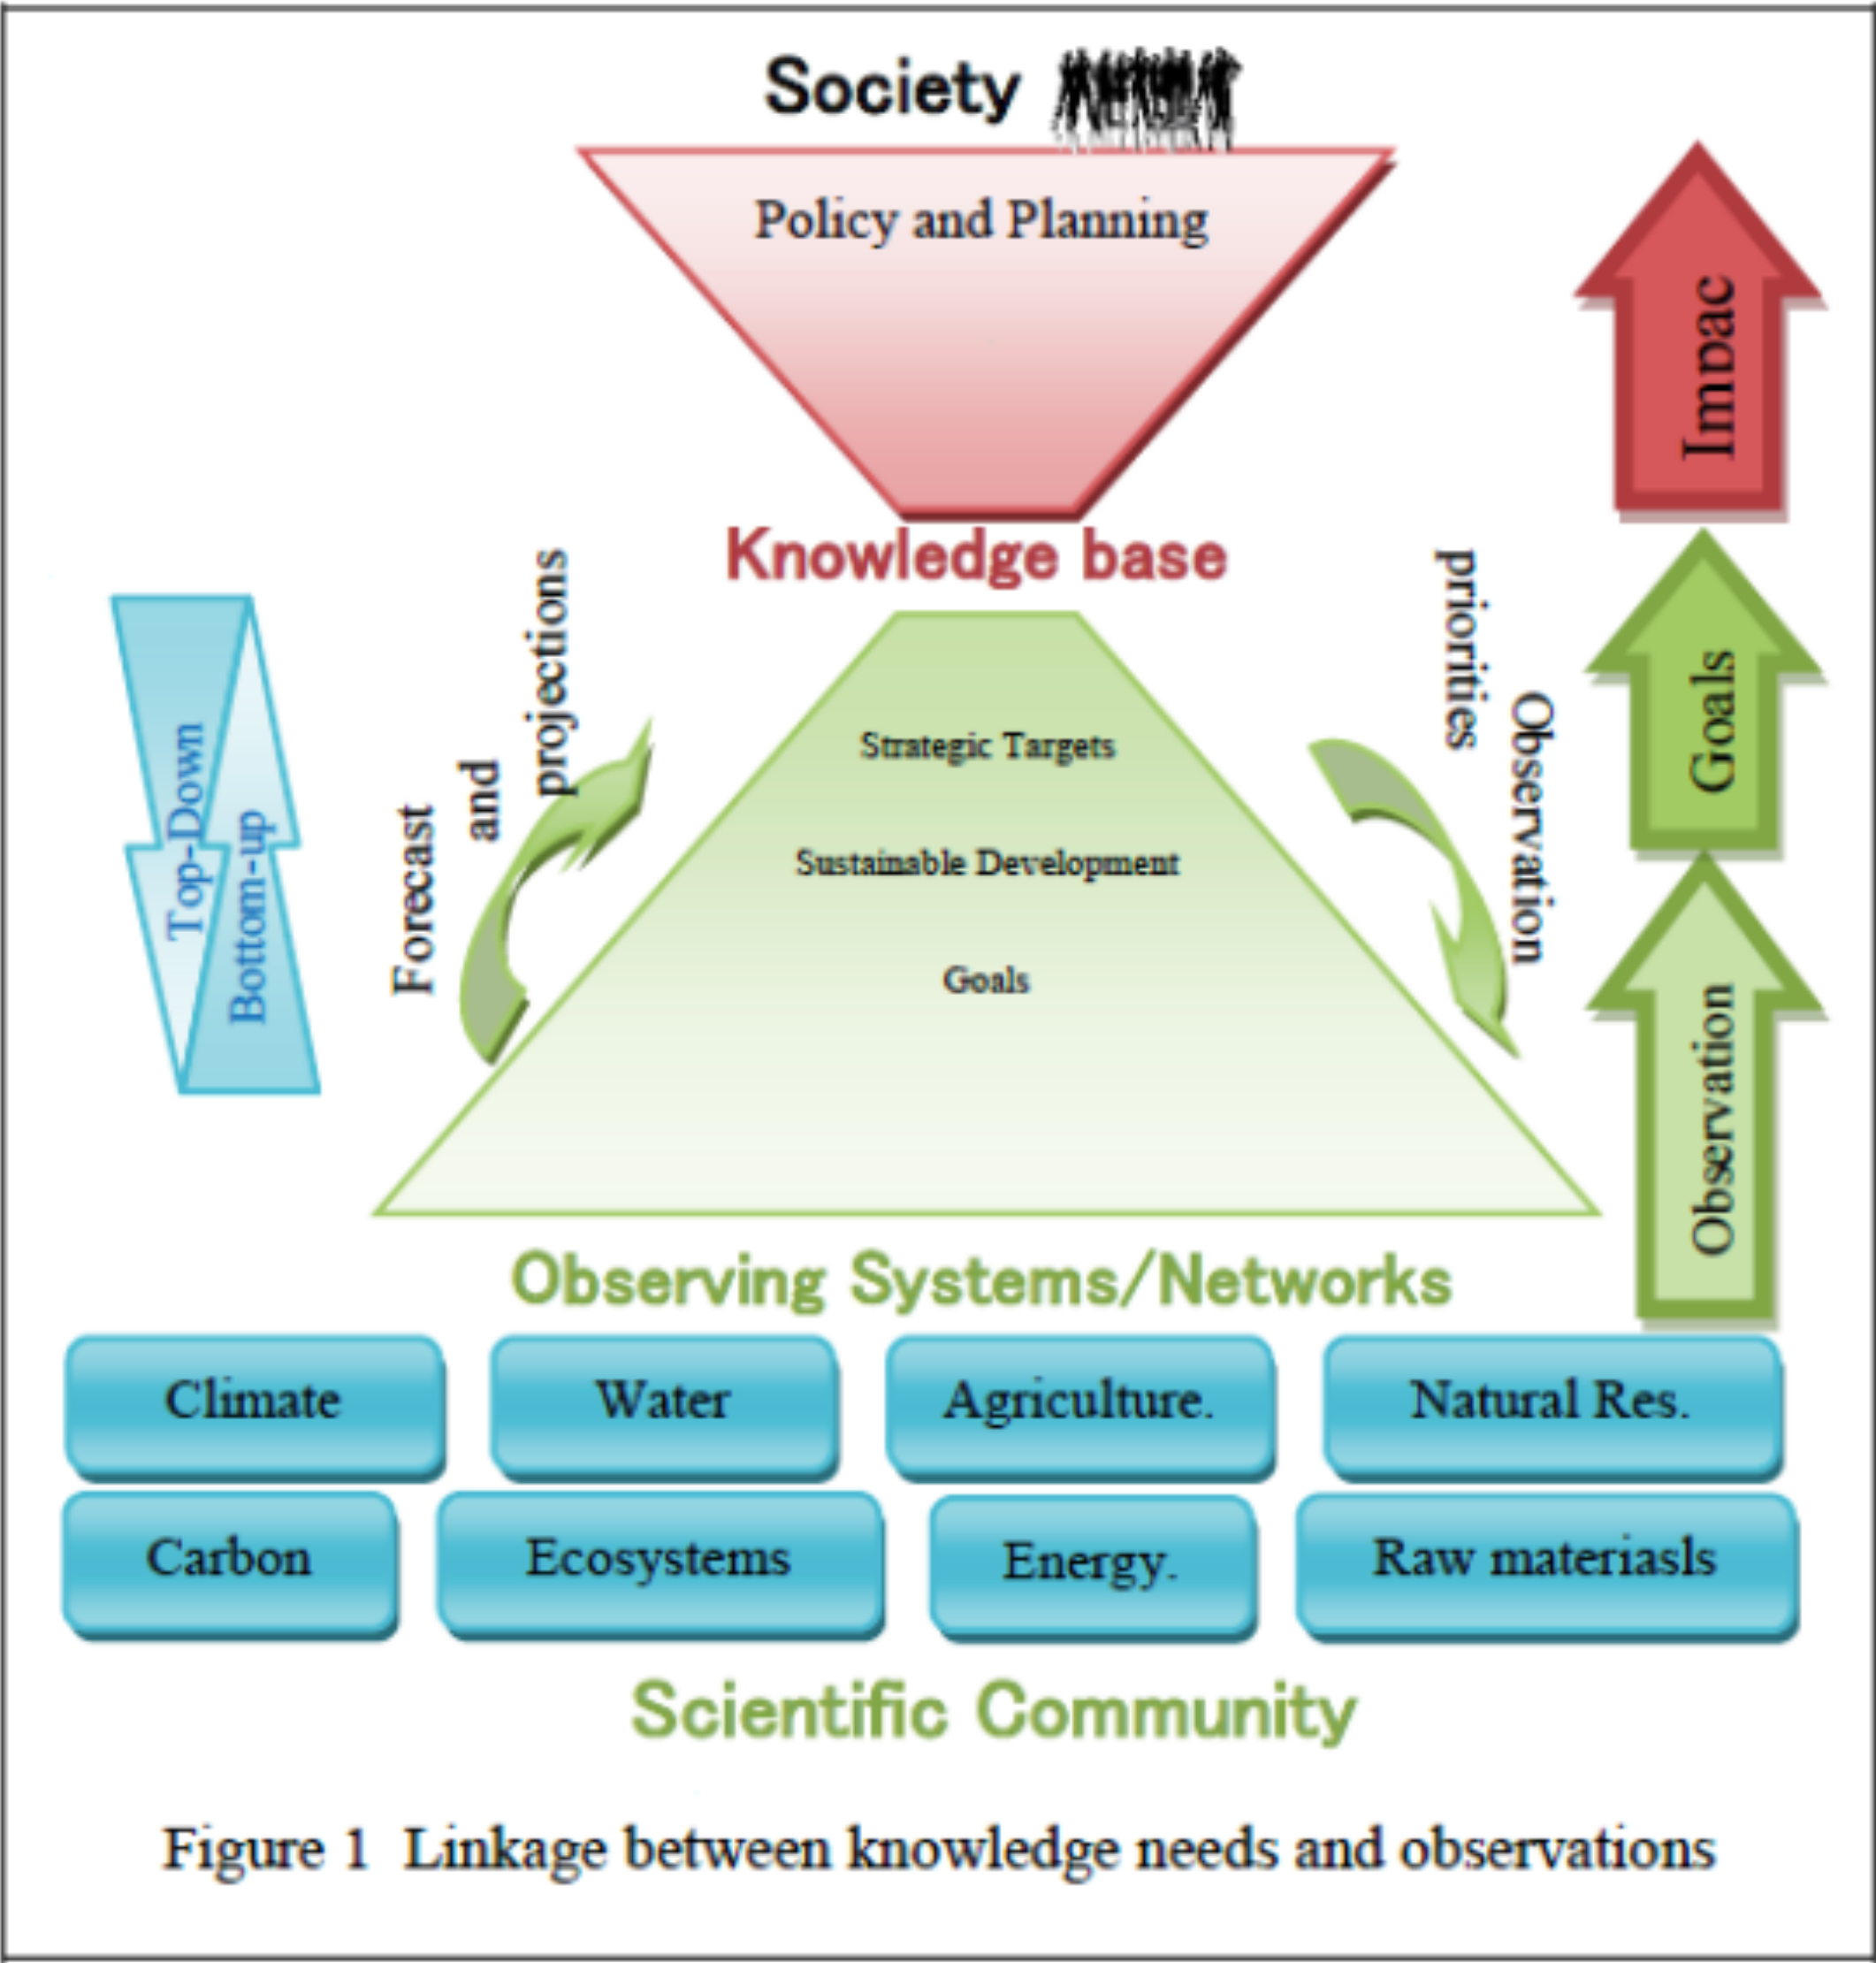 Society
Policy and Planning
Impac
Knowledge base
Forecast
and
projections
priorities
Observation
Goals
Top-Down
Bottom-up
Strategic Targets
Sustainable Development
Goals
Observation
Observing Systems/Networks
Climate
Water
Agriculture.
Natural Res.
Carbon
Ecosystems
Energy.
Raw materiasls
Scientific Community
Figure 1 Linkage between knowledge needs and observations